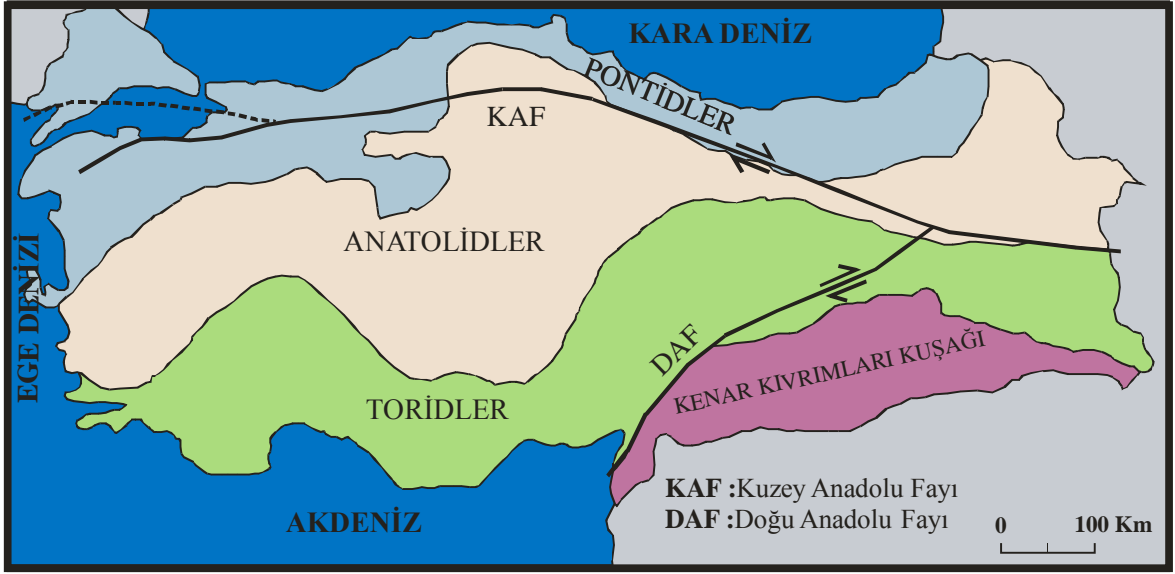 KARA DENİZ
PONTİDLER
KAF
ANATOLİDLER
EGE DENİZİ
DAF
KENAR KIVRIMLARI KUŞAĞI
TORİDLER
KAF :Kuzey Anadolu Fayı
DAF :Doğu Anadolu Fayı
AKDENİZ
0 100 Km